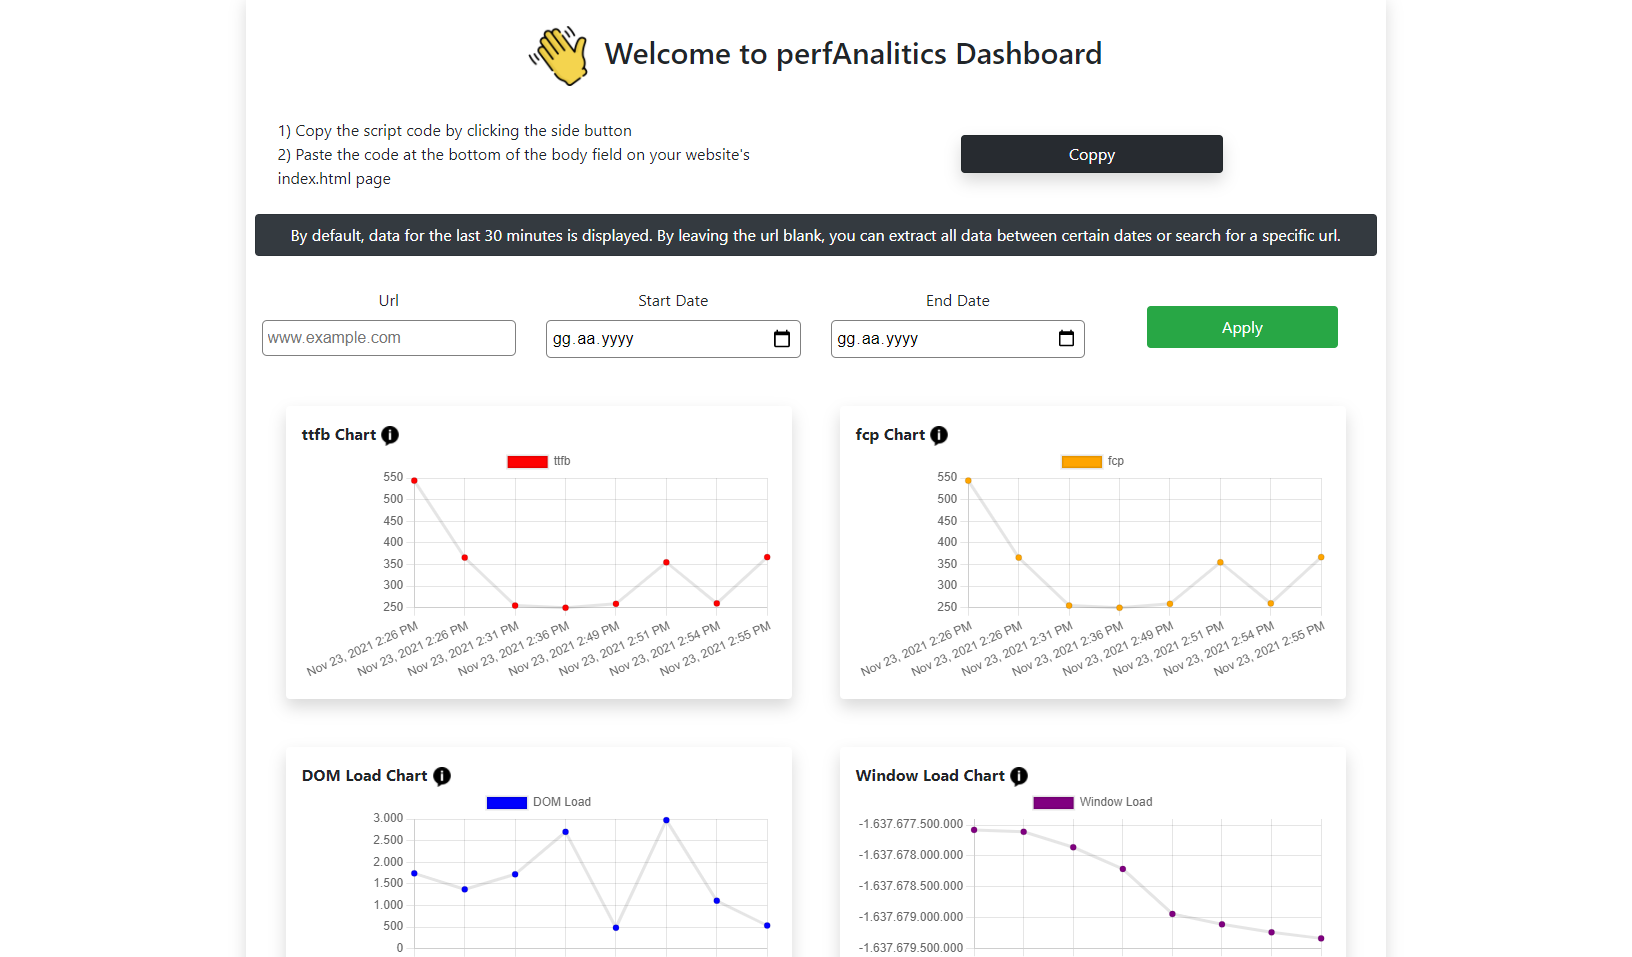 Welcome to perfAnalitics Dashboard
1) Copy the script code by clicking the side button
2) Paste the code at the bottom of the body field on your website's
index.html page
Coppy
By default, data for the last 30 minutes is displayed. By leaving the url blank, you can extract all data between certain dates or search for a specific url.
Url
Start Date
End Date
www.example.com
gg.aa.yyyy
gg.aa.yyyy
Apply
ttfb Chart
ttfb
550
500
450
400
350
300
250
Nov 23, 2021 2:26 PM
Nov 23, 2021 2:26 PM
Nov 23, 2021 2:31 PM
Nov 23, 2021 2:36 PM
Nov 23, 2021 2:49 PM
Nov 23, 2021 2:51 PM
Nov 23, 2021 2:54 PM
Nov 23, 2021 2:55 PM
fcp Chart
fcp
550
500
450
400
350
300
250
Nov 23, 2021 2:26 PM
Nov 23, 2021 2:26 PM
Nov 23, 2021 2:31 PM
Nov 23, 2021 2:36 PM
Nov 23, 2021 2:49 PM
Nov 23, 2021 2:51 PM
Nov 23, 2021 2:54 PM
Nov 23, 2021 2:55 PM
DOM Load Chart
DOM Load
3.000
2.500
2.000
1.500
1.000
500
0
Window Load Chart
Window Load
-1.637.677.500.000
-1.637.678.000.000
-1.637.678.500.000
-1.637.679.000.000
-1.637.679.500.000